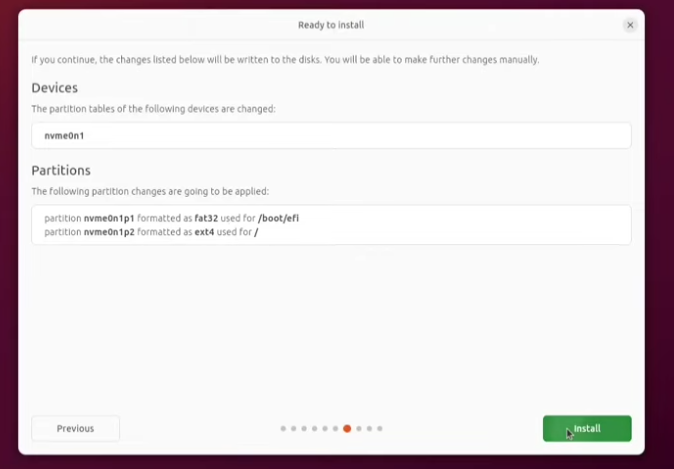 Ready to install
If you continue, the changes listed below will be written to the disks. You will be able to make further changes manually.
Devices
The partition tables of the following devices are changed:
nvme0n1
Partitions
The following partition changes are going to be applied:
partition nvme0n1p1 formatted as fat32 used for /boot/efi
partition nvme0n1p2 formatted as ext4 used for /
Previous
Install